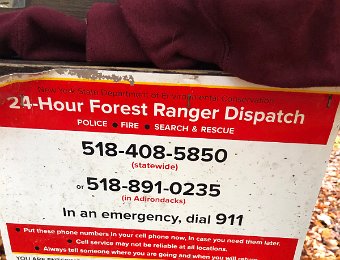 New York State Department of Environmental Conservation
24-Hour Forest Ranger Dispatch
POLICE • FIRE • SEARCH & RESCUE
518-408-5850
(statewide)
or 518-891-0235
(in Adirondacks)
In an emergency, dial 911
• Put these phone numbers in your cell phone now, in case you need them later.
• Cell service may not be reliable at all locations.
• Always tell someone where you are going and when you will return.
YOU ARE